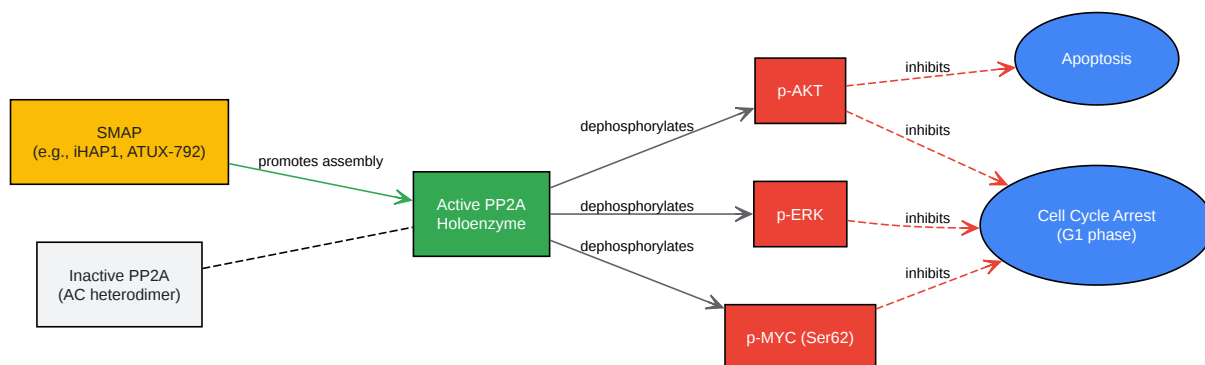 SMAP
(e.g., iHAP1, ATUX-792)
promotes assembly
Inactive PP2A
(AC heterodimer)
Active PP2A
Holoenzyme
dephosphorylates
dephosphorylates
dephosphorylates
p-AKT
p-ERK
p-MYC (Ser62)
inhibits
inhibits
inhibits
inhibits
Apoptosis
Cell Cycle Arrest
(G1 phase)